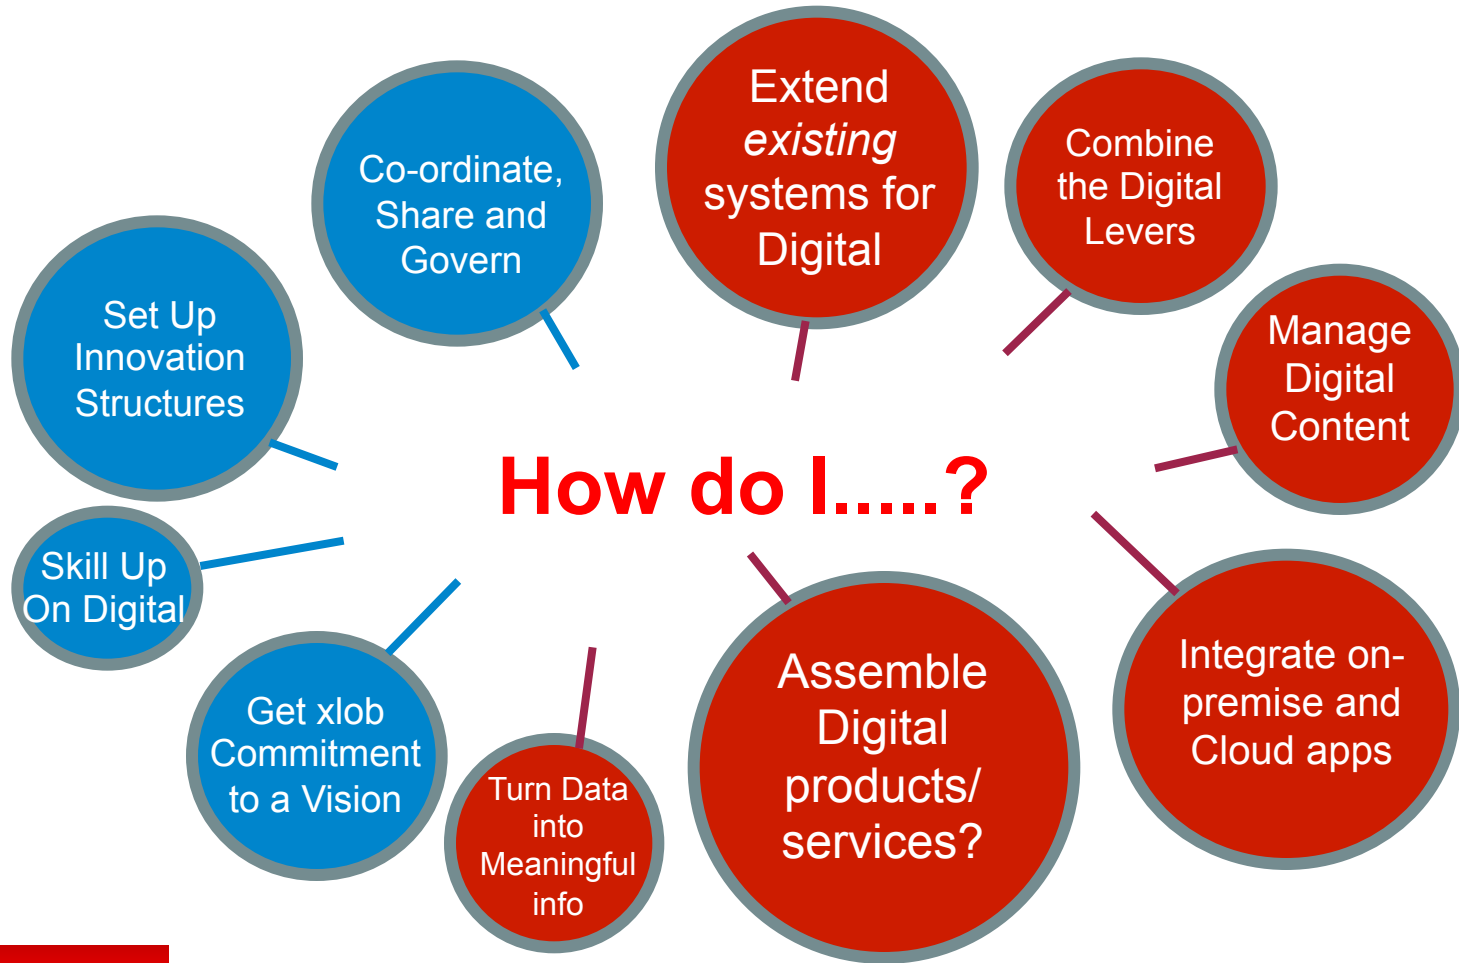 Extend
existing
systems for
Digital
Combine
the Digital
Levers
Co-ordinate,
Share and
Govern
Set Up
Innovation
Structures
Manage
Digital
Content
How do I.....?
Skill Up
On Digital
Get xlob
Commitment
to a Vision
Turn Data
into
Meaningful
info
Assemble
Digital
products/
services?
Integrate on-
premise and
Cloud apps